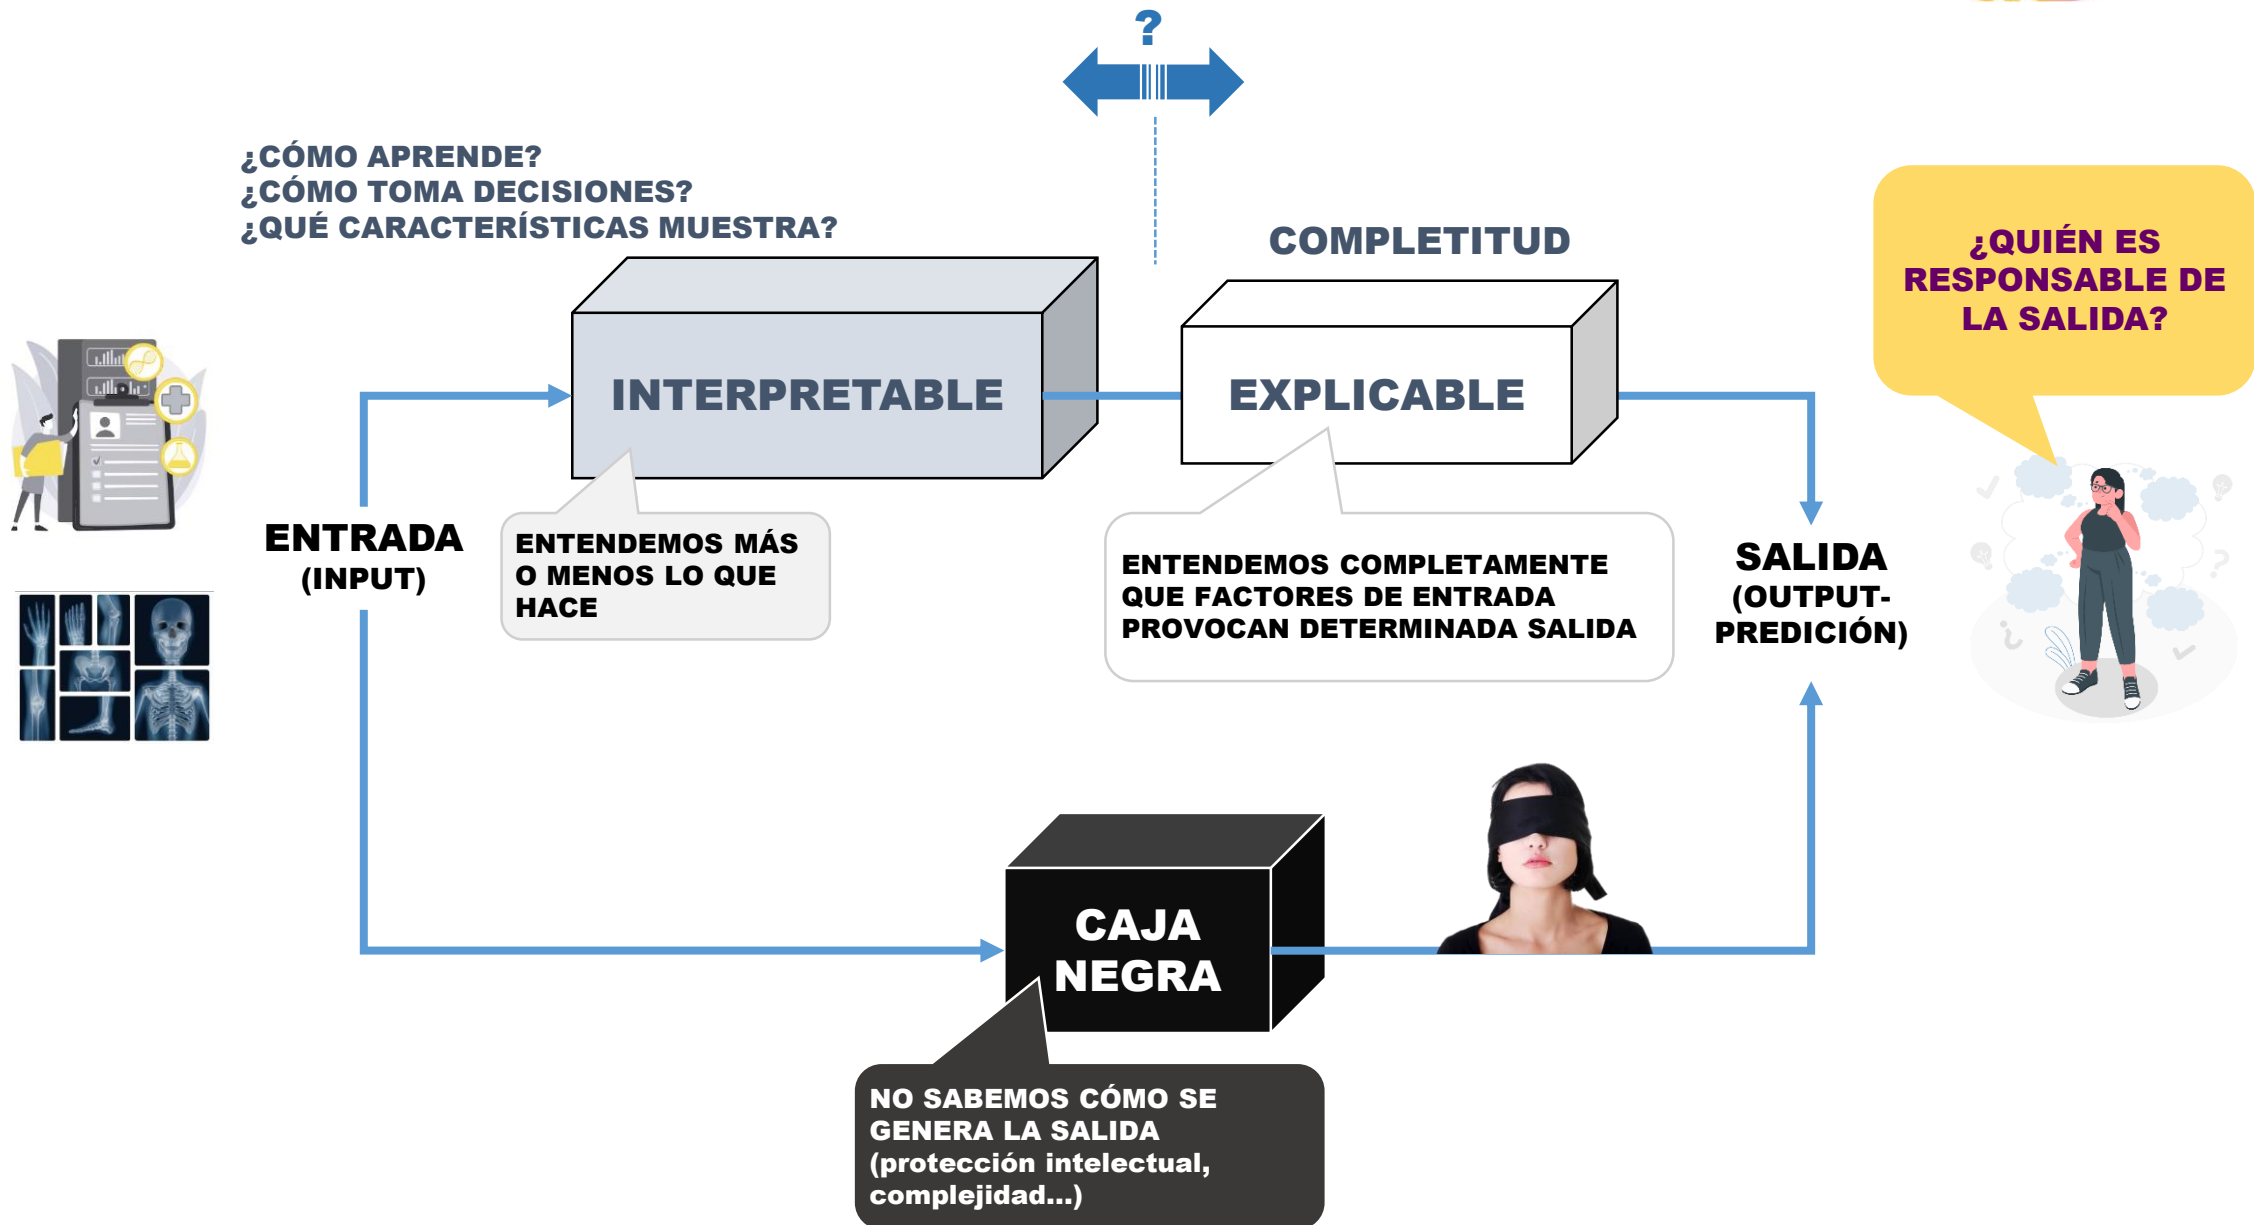 ?
¿CÓMO APRENDE?
¿CÓMO TOMA DECISIONES?
¿QUÉ CARACTERÍSTICAS MUESTRA?
COMPLETITUD
¿QUIÉN ES
RESPONSABLE DE
LA SALIDA?
INTERPRETABLE
EXPLICABLE
ENTRADA
(INPUT)
ENTENDEMOS MÁS
O MENOS LO QUE
HACE
ENTENDEMOS COMPLETAMENTE
QUE FACTORES DE ENTRADA
PROVOCAN DETERMINADA SALIDA
SALIDA
(OUTPUT-
PREDICIÓN)
CAJA
NEGRA
NO SABEMOS CÓMO SE
GENERA LA SALIDA
(protección intelectual,
complejidad...)